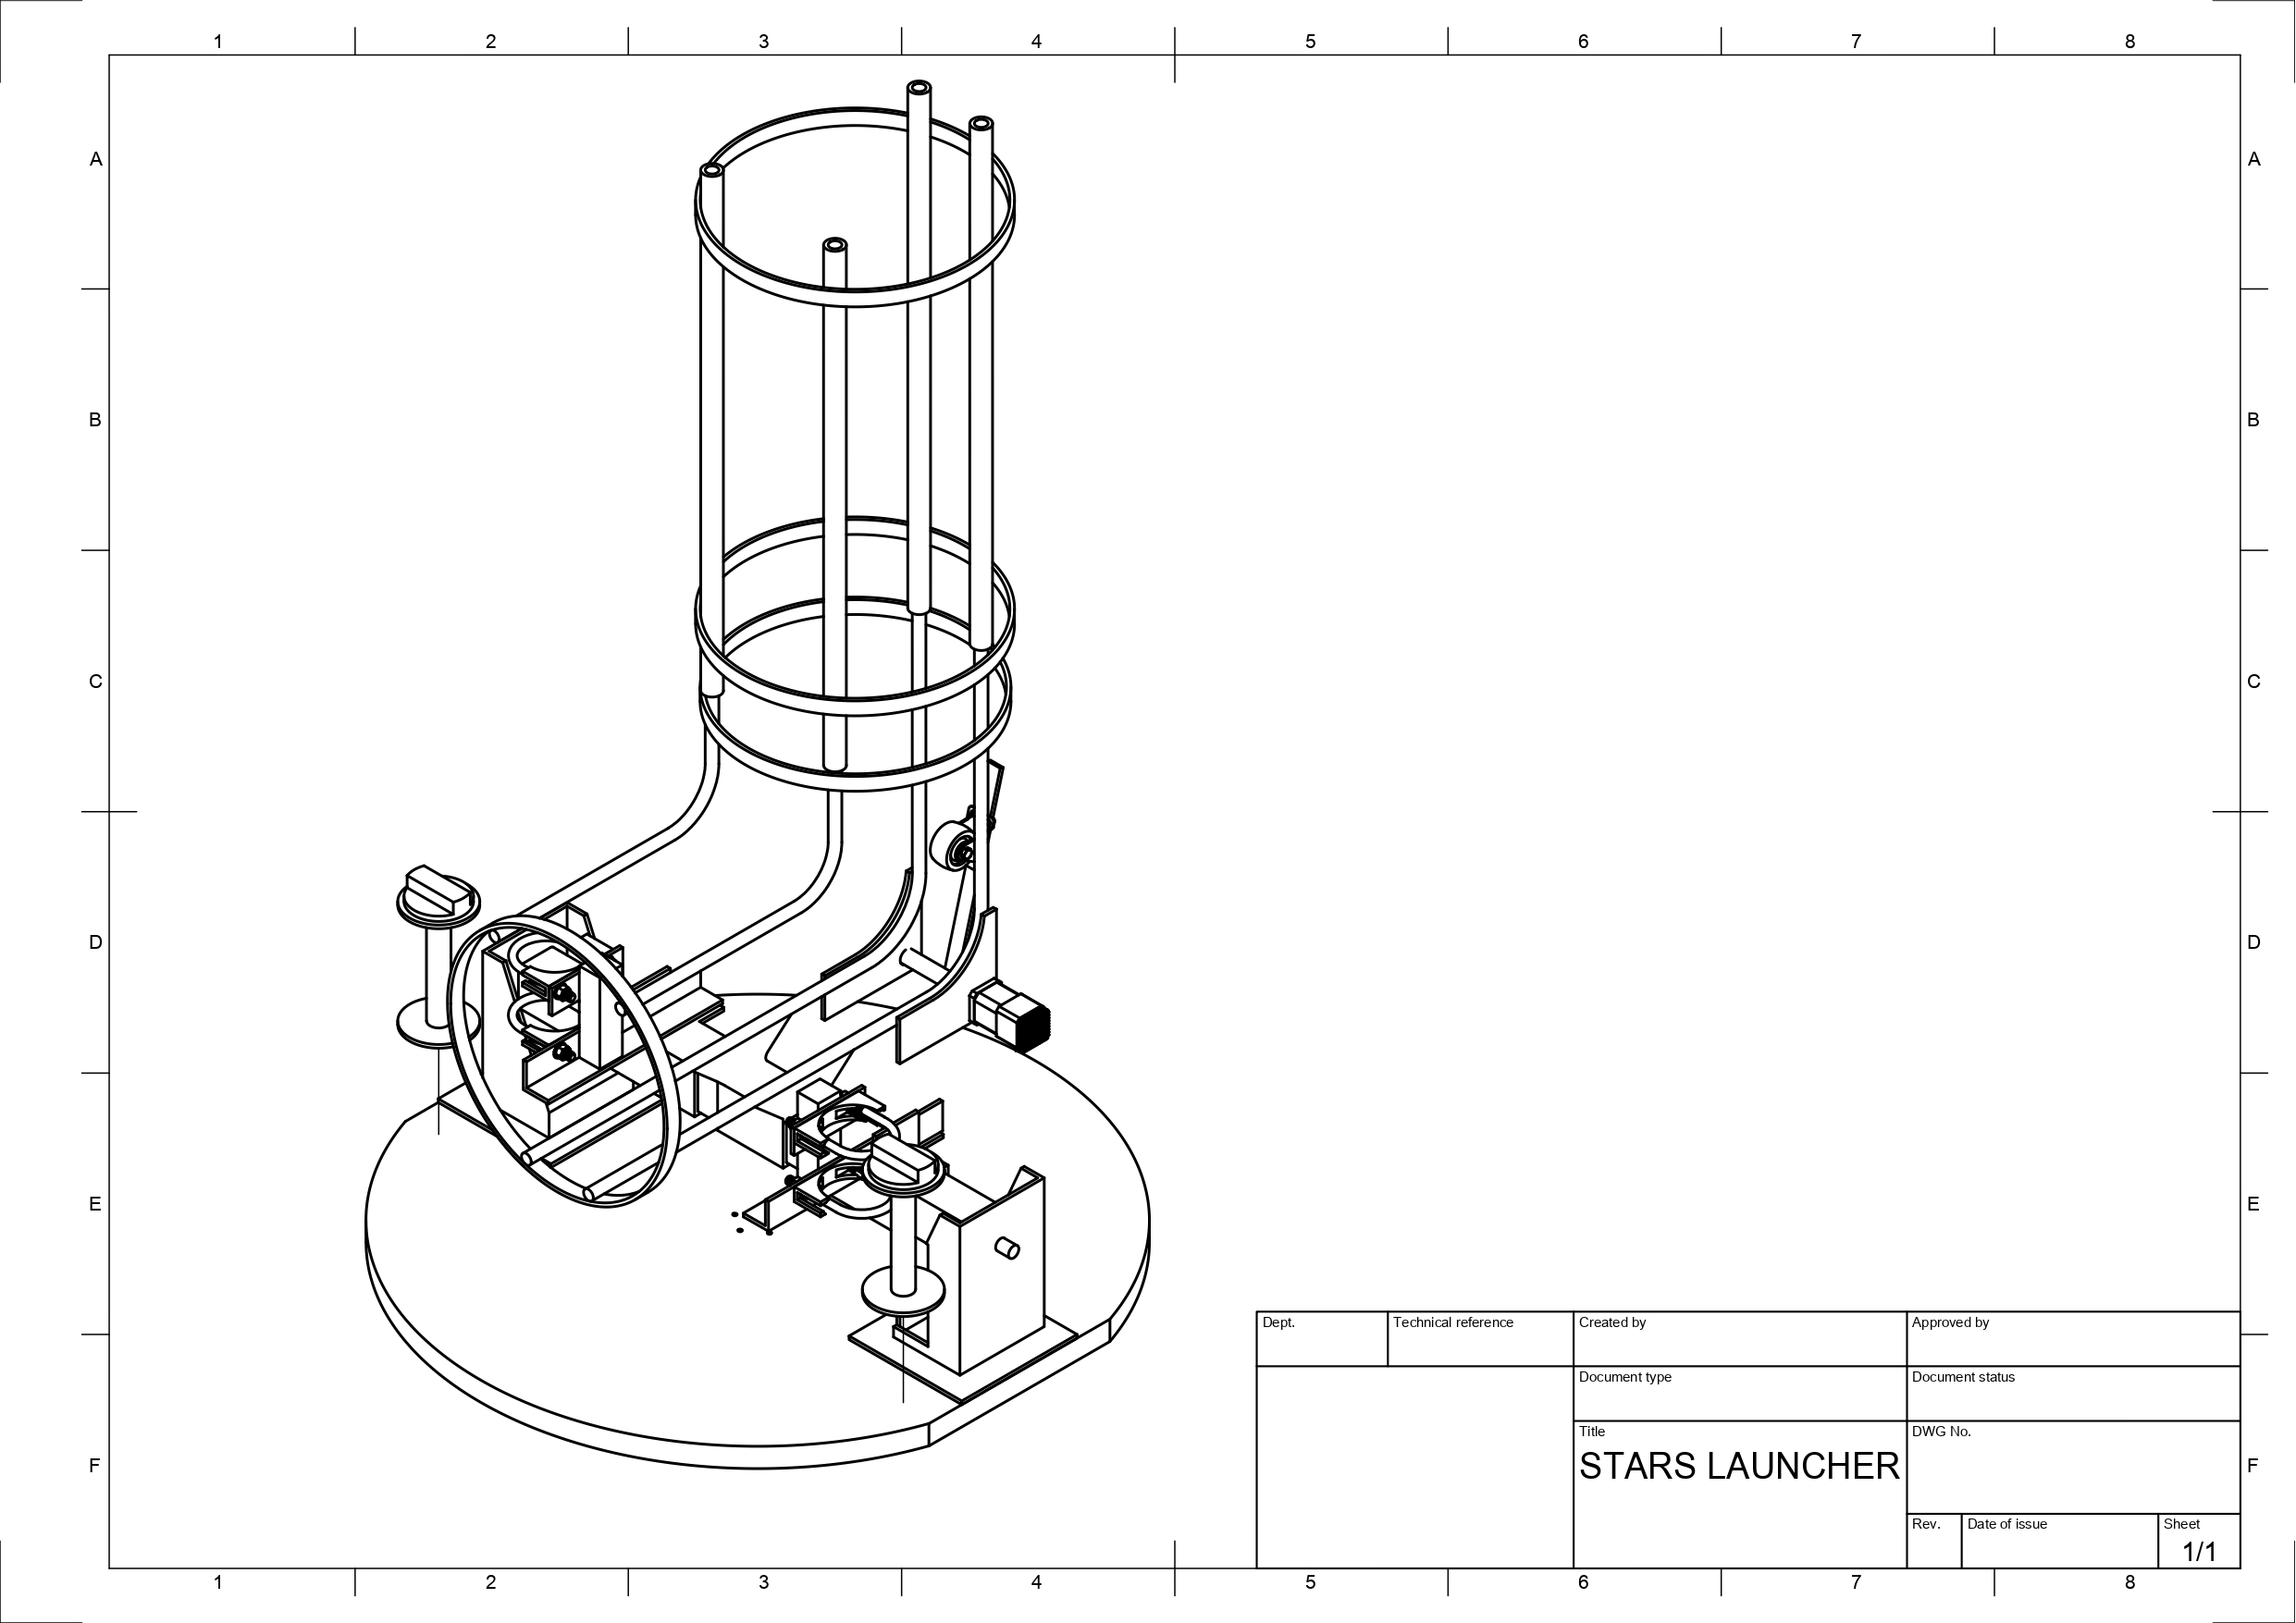 1 2 3 4 5 6 7 8
A A
B B
C C
D D
E E
Dept. Technical reference Created by Approved by
Document type Document status
Title DWG No.
STARS LAUNCHER
F F
Rev. Date of issue Sheet
1/1
1 2 3 4 5 6 7 8